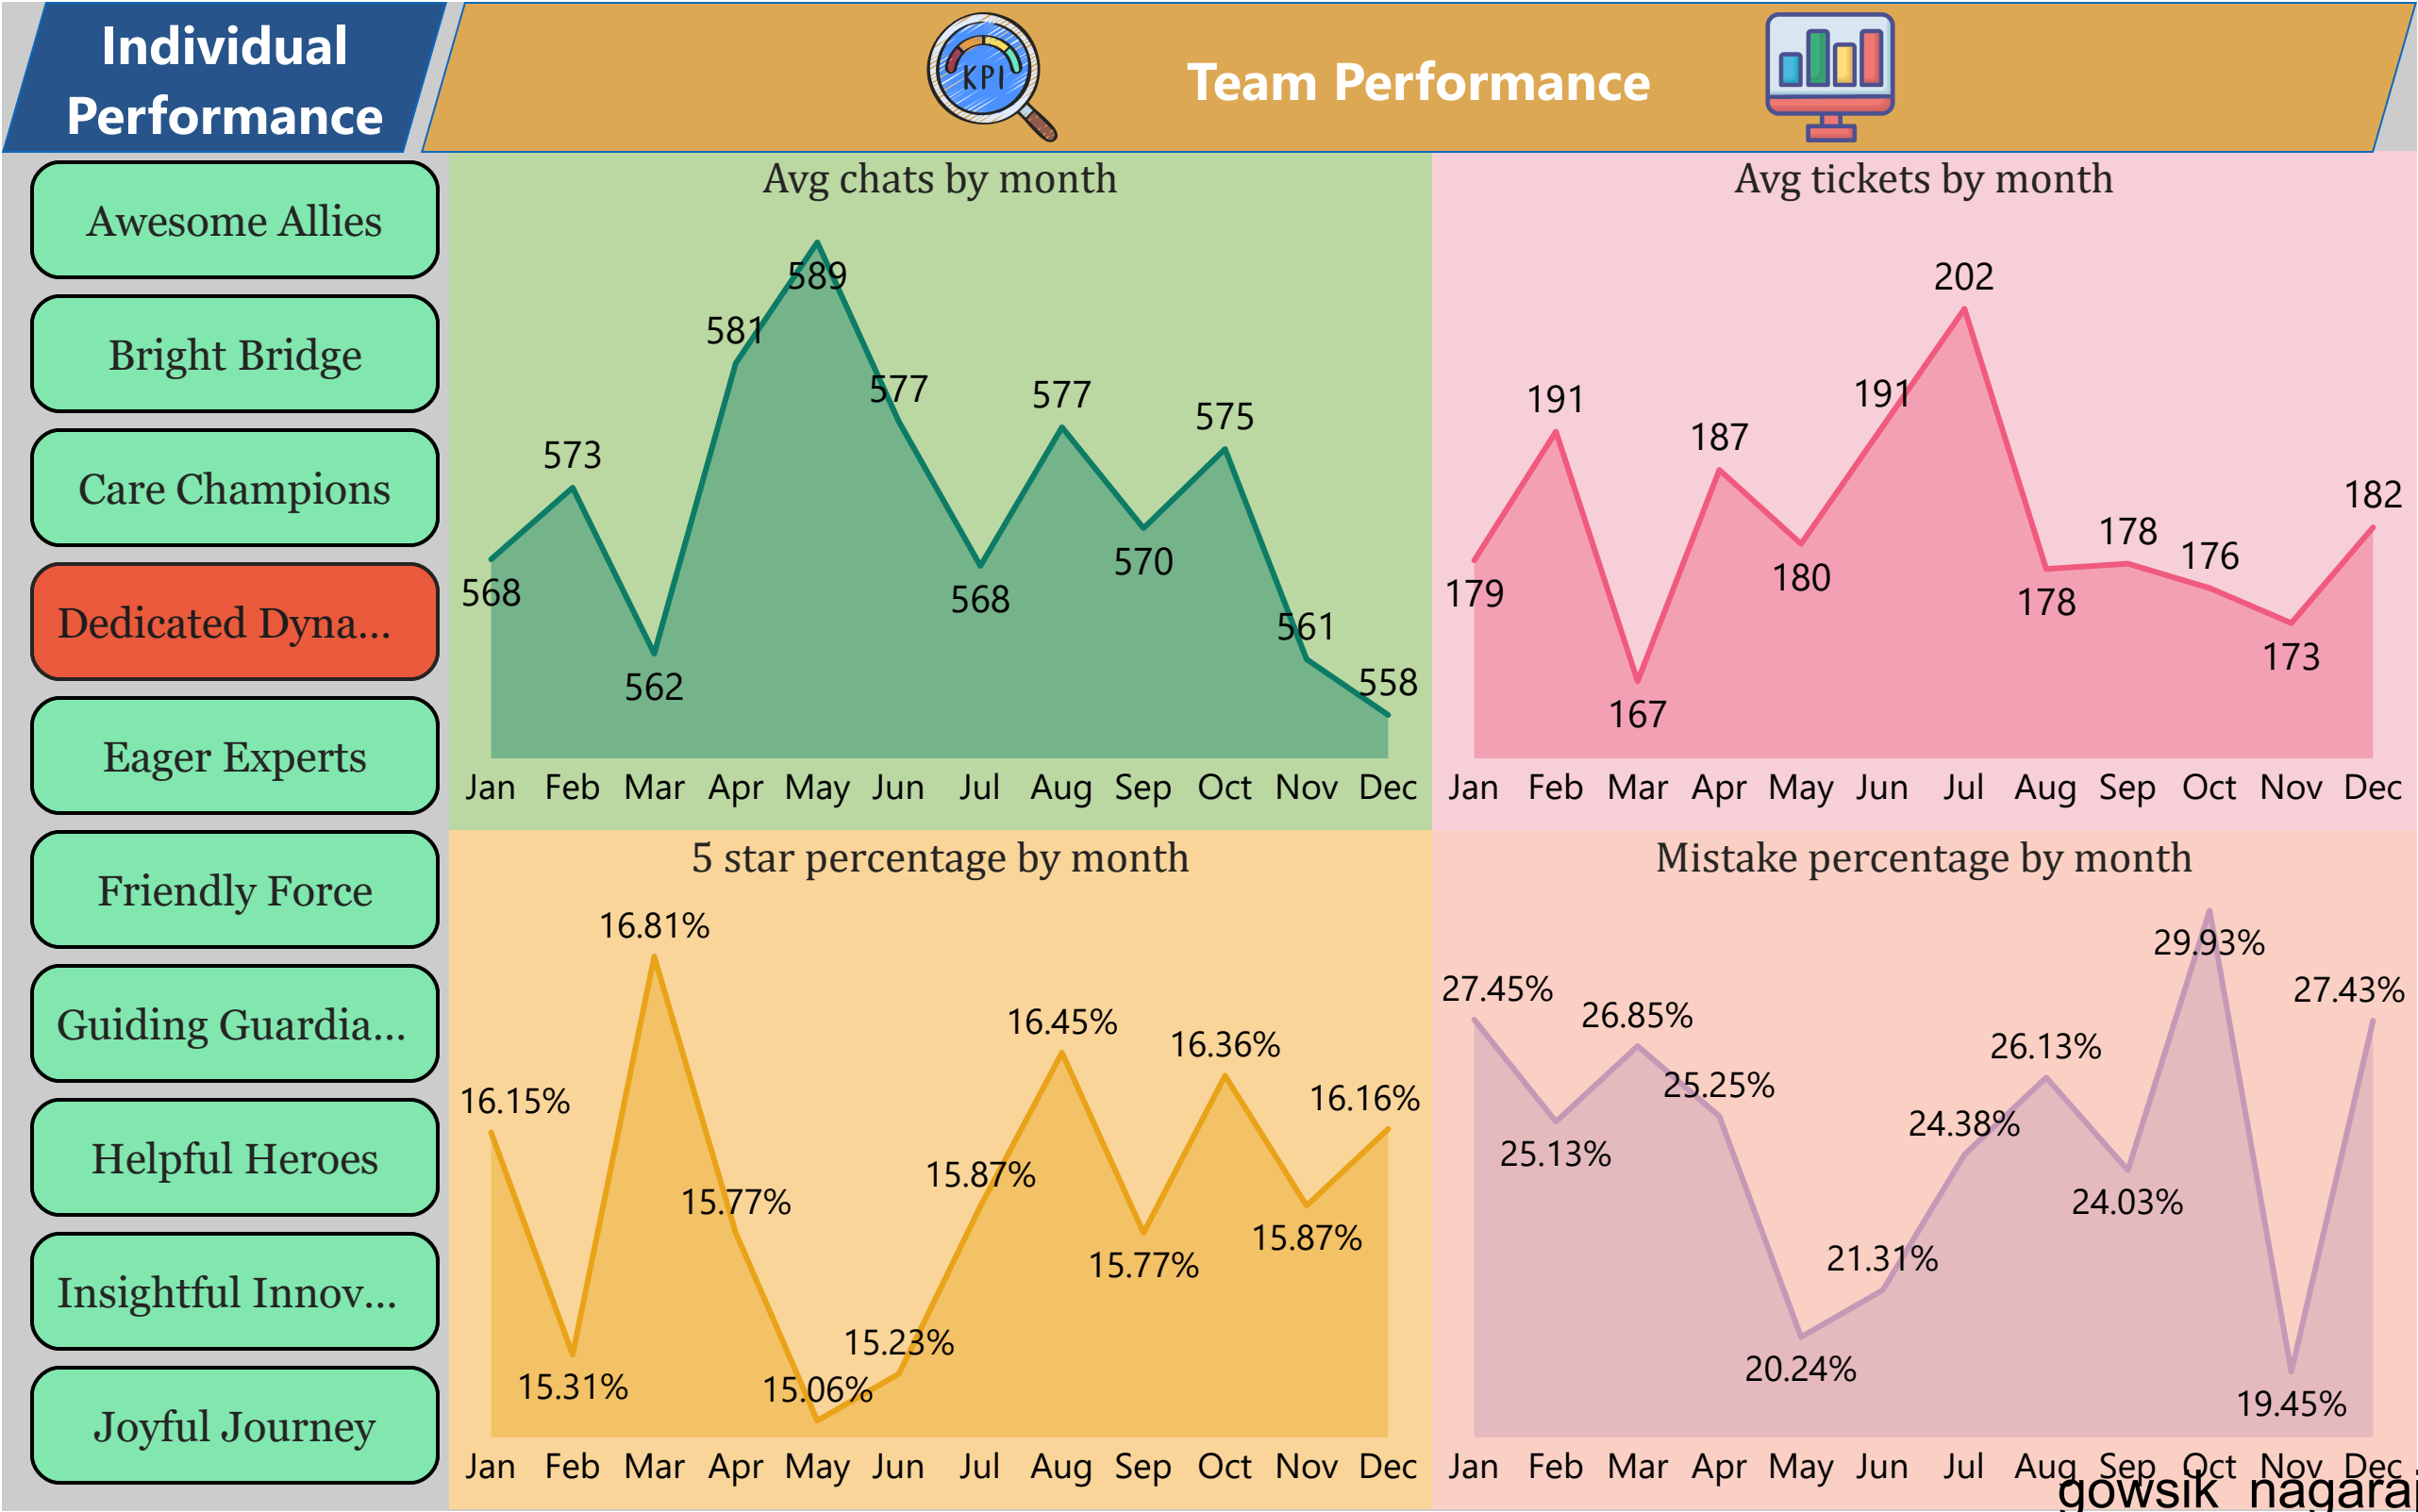 Individual
Performance
KPI
Team Performance
Awesome Allies
Bright Bridge
Care Champions
Dedicated Dyna...
Eager Experts
Friendly Force
Guiding Guardia...
Helpful Heroes
Insightful Innov...
Joyful Journey
Avg chats by month
589
581
577
577
575
573
568
570
568
561
562
558
Jan Feb Mar Apr May Jun Jul Aug Sep Oct Nov Dec
Avg tickets by month
202
191
191
187
182
178
176
179
180
178
173
167
Jan Feb Mar Apr May Jun Jul Aug Sep Oct Nov Dec
5 star percentage by month
16.81%
16.45%
16.36%
16.15%
16.16%
15.87%
15.77%
15.87%
15.77%
15.23%
15.31%
15.06%
Jan Feb Mar Apr May Jun Jul Aug Sep Oct Nov Dec
Mistake percentage by month
29.93%
27.45%
27.43%
26.85%
26.13%
25.25%
24.38%
25.13%
24.03%
21.31%
20.24%
19.45%
Jan Feb Mar Apr May Jun Jul Aug Sep Oct Nov Dec
gowsik nagaraj